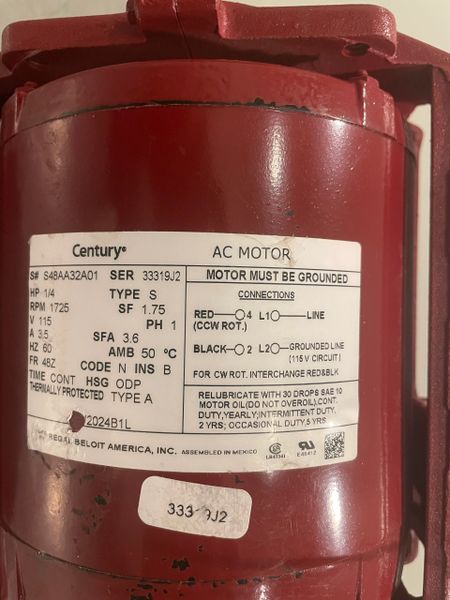 Century® AC MOTOR
S# S48AA32A01 SER 33319J2
HP 1/4 TYPE S
RPM 1725 SF 1.75
V 115 PH 1
A 3.5 SFA 3.6
HZ 60 AMB 50 °C
FR 48Z CODE N INS B
TIME CONT HSG ODP
THERMALLY PROTECTED TYPE A
/2024B1L
REGAL BELOIT AMERICA, INC. ASSEMBLED IN MEXICO
MOTOR MUST BE GROUNDED
CONNECTIONS
RED 4 L1 LINE
(CCW ROT.)
BLACK 2 L2 GROUNDED LINE
(115 V CIRCUIT)
FOR CW ROT. INTERCHANGE RED&BLK
RELUBRICATE WITH 30 DROPS SAE 10
MOTOR OIL(DO NOT OVEROIL),CONT.
DUTY,YEARLY;INTERMITTENT DUTY,
2 YRS; OCCASIONAL DUTY,5 YRS.
333 9J2